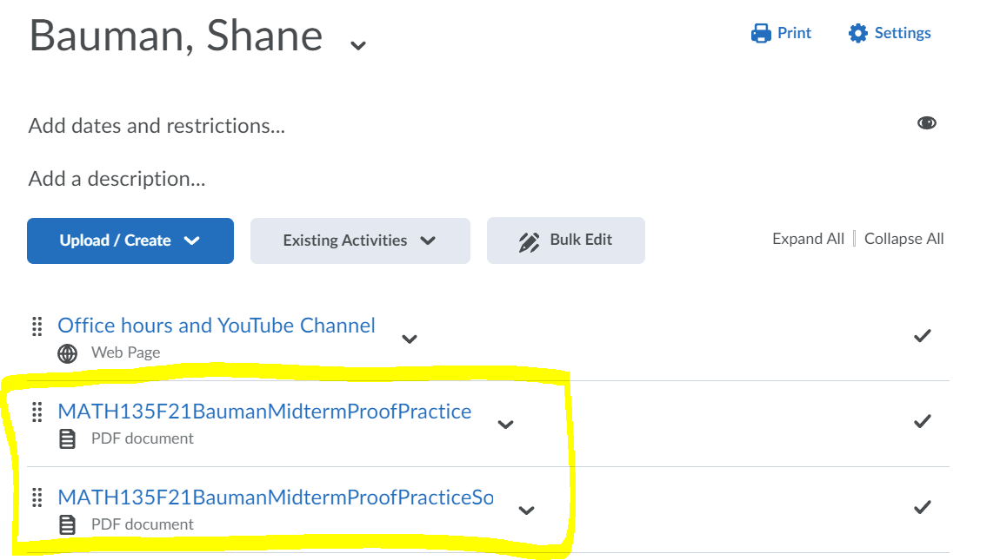 Bauman, Shane
Print
Settings
Add dates and restrictions...
Add a description...
Upload / Create
Existing Activities
Bulk Edit
Expand All
Collapse All
Office hours and YouTube Channel
Web Page
MATH135F21BaumanMidtermProofPractice
PDF document
MATH135F21BaumanMidtermProofPracticeSo
PDF document